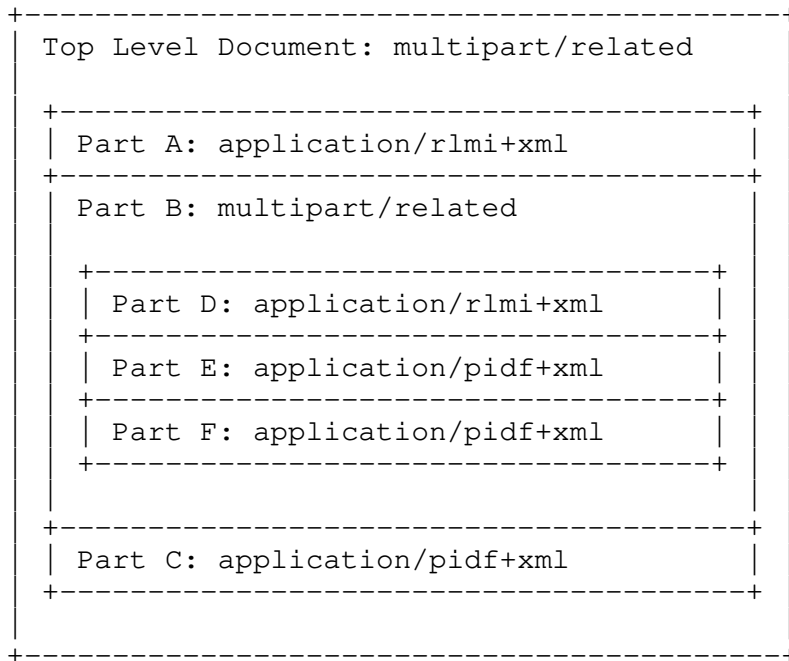 Top Level Document: multipart/related
Part A: application/rlmi+xml
Part B: multipart/related
Part D: application/rlmi+xml
Part E: application/pidf+xml
Part F: application/pidf+xml
Part C: application/pidf+xml